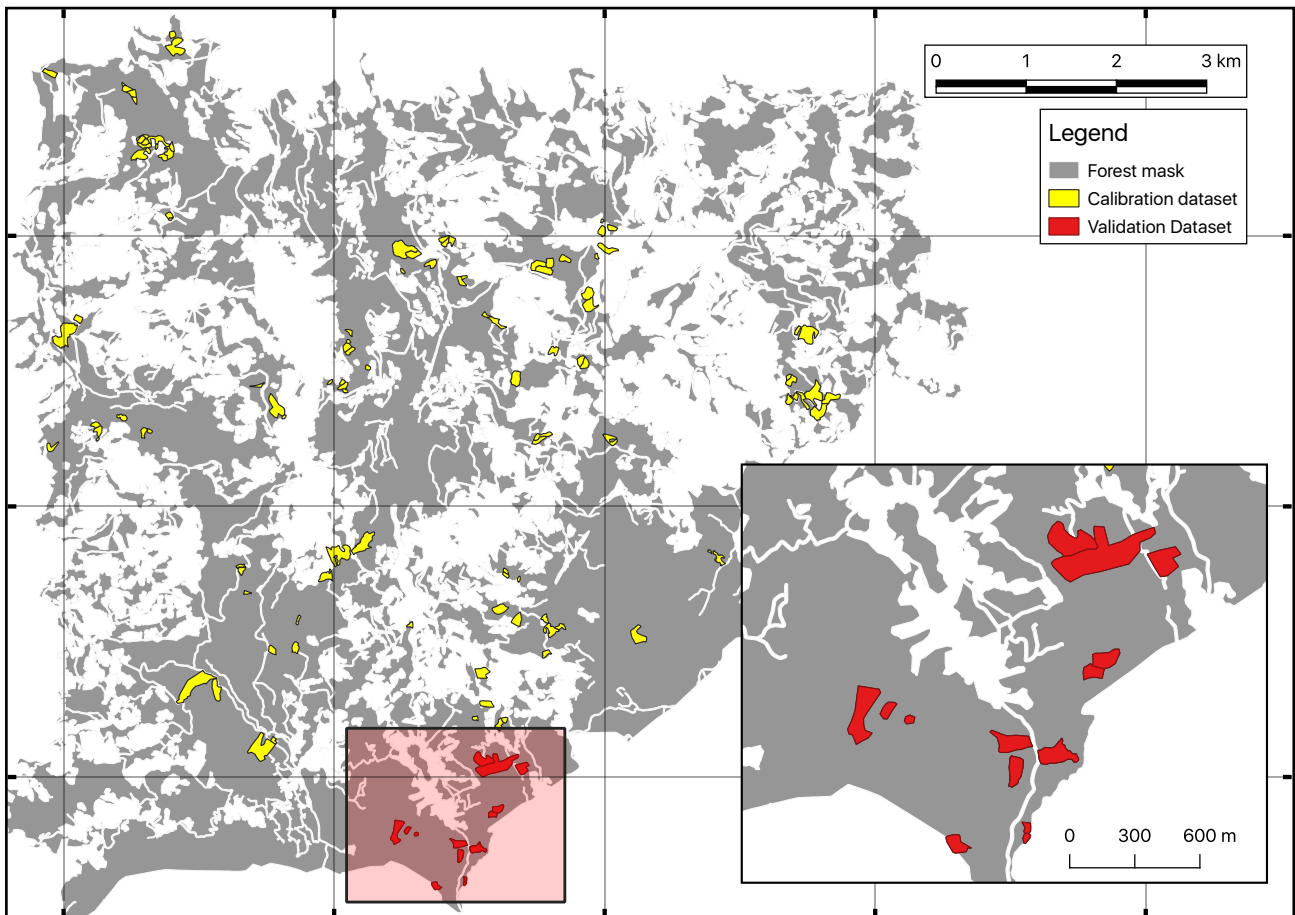 0 1 2 3 km
Legend
Forest mask
Calibration dataset
Validation Dataset
0 300 600 m